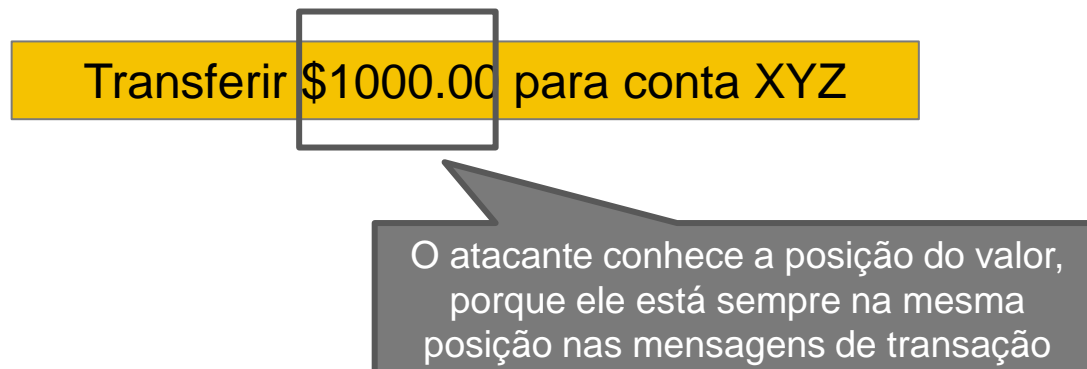 Transferir $1000.00 para conta XYZ
O atacante conhece a posição do valor,
porque ele está sempre na mesma
posição nas mensagens de transação